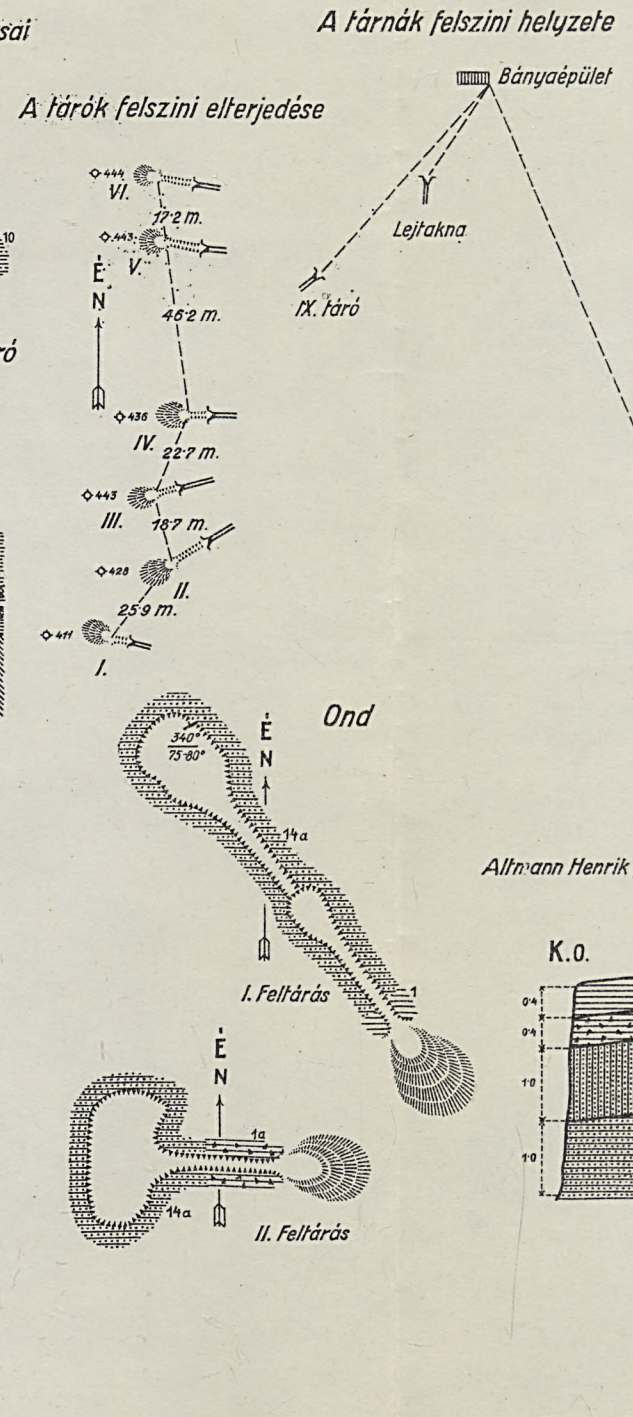 sai
A tárnák felszini helyzete
Bányaépület
A tárók felszini elterjedése
444
VI.
17·2 m.
443
V.
10
Lejtakna
É
N
IX. táró
46·2 m.
ró
436
IV.
22·7 m.
443
III.
18·7 m.
428
II.
25·9 m.
411
I.
Ond
É
N
340°
75-80°
14a
Altmann Henrik
K.o.
I. Feltárás
1
0·4
0·4
É
N
1·0
1a
1·0
14a
II. Feltárás